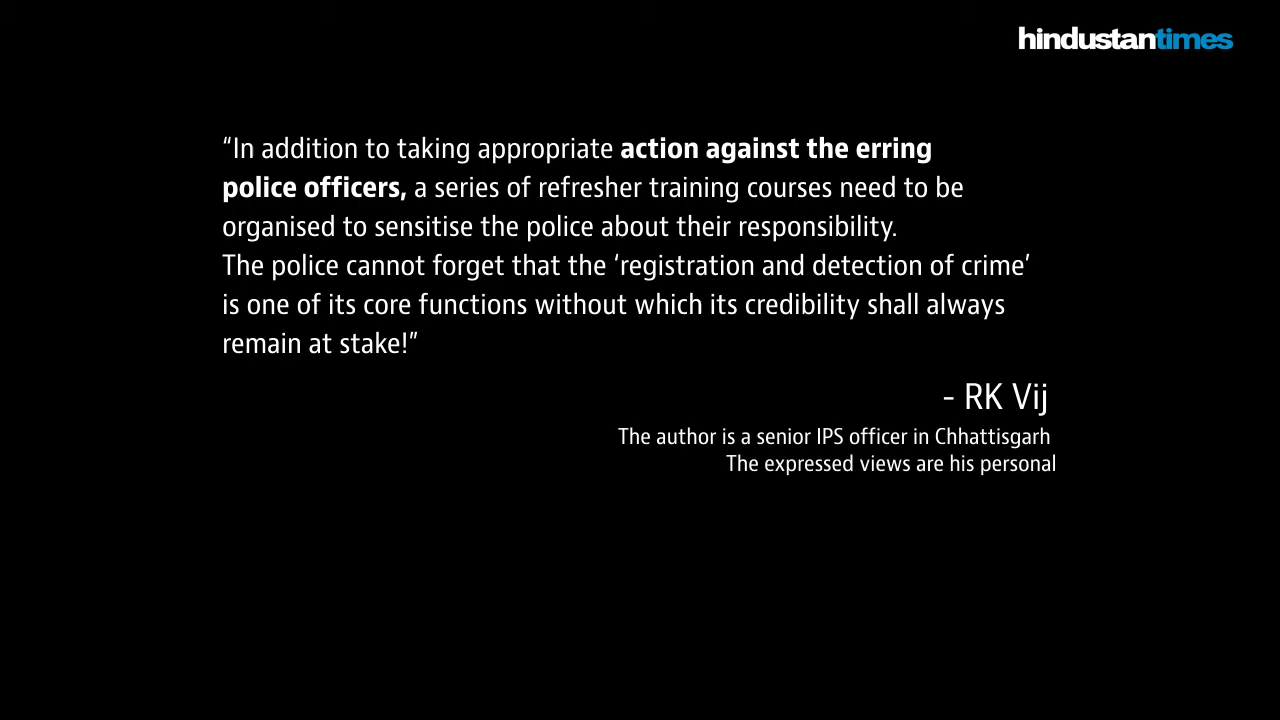 hindustantimes
“In addition to taking appropriate action against the erring
police officers, a series of refresher training courses need to be
organised to sensitise the police about their responsibility.
The police cannot forget that the ‘registration and detection of crime’
is one of its core functions without which its credibility shall always
remain at stake!”
- RK Vij
The author is a senior IPS officer in Chhattisgarh
The expressed views are his personal